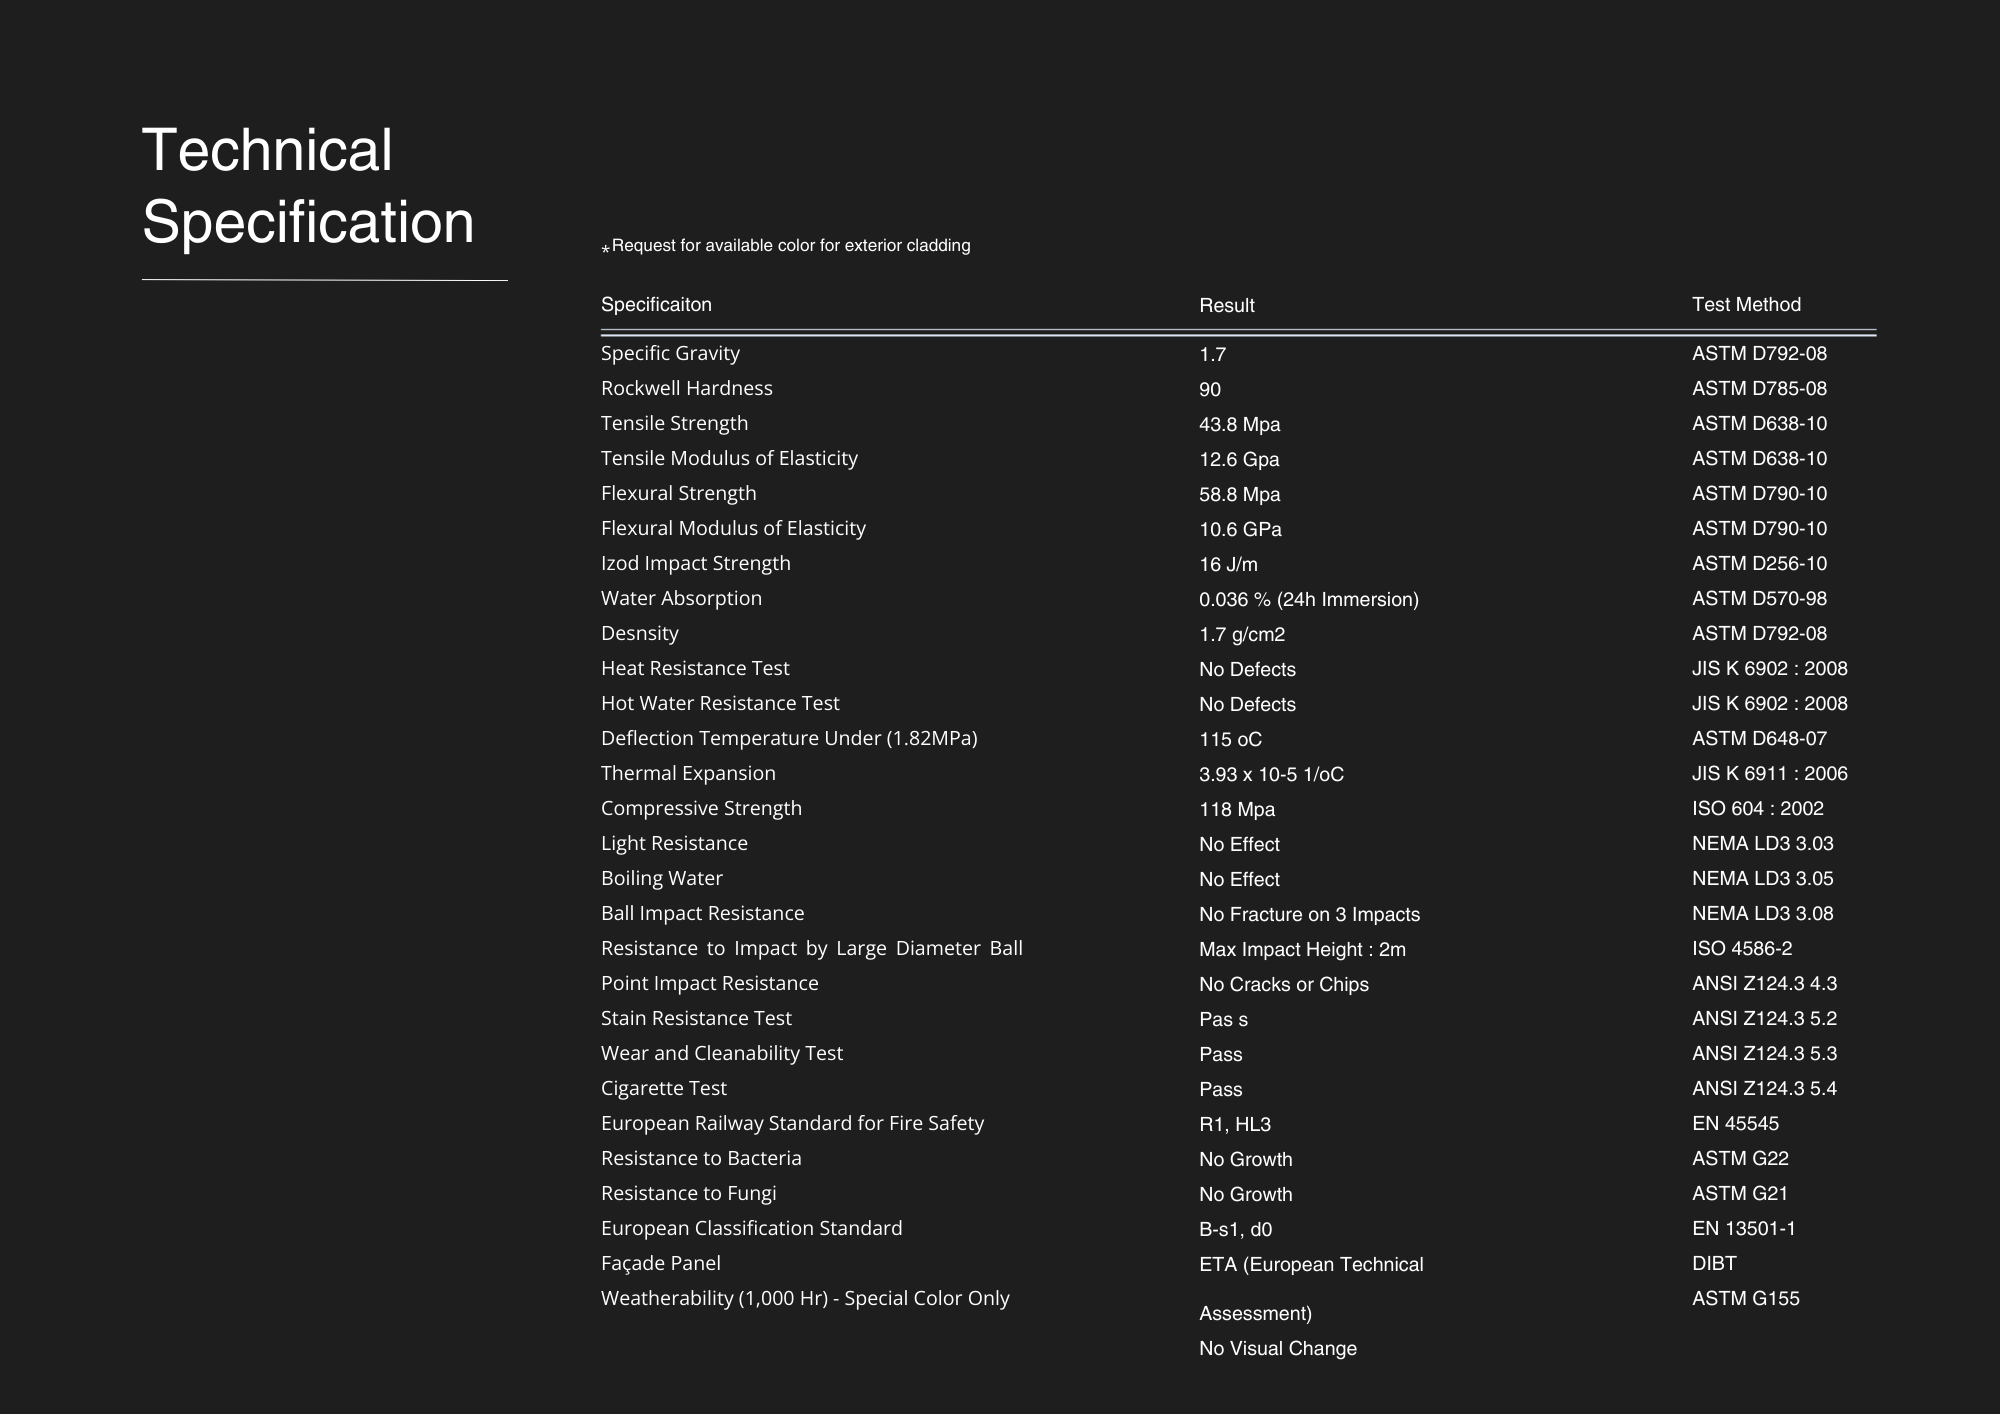 Technical
Specification
*Request for available color for exterior cladding
Specificaiton Result Test Method
Specific Gravity 1.7 ASTM D792-08
Rockwell Hardness 90 ASTM D785-08
Tensile Strength 43.8 Mpa ASTM D638-10
Tensile Modulus of Elasticity 12.6 Gpa ASTM D638-10
Flexural Strength 58.8 Mpa ASTM D790-10
Flexural Modulus of Elasticity 10.6 GPa ASTM D790-10
Izod Impact Strength 16 J/m ASTM D256-10
Water Absorption 0.036 % (24h Immersion) ASTM D570-98
Desnsity 1.7 g/cm2 ASTM D792-08
Heat Resistance Test No Defects JIS K 6902 : 2008
Hot Water Resistance Test No Defects JIS K 6902 : 2008
Deflection Temperature Under (1.82MPa) 115 oC ASTM D648-07
Thermal Expansion 3.93 x 10-5 1/oC JIS K 6911 : 2006
Compressive Strength 118 Mpa ISO 604 : 2002
Light Resistance No Effect NEMA LD3 3.03
Boiling Water No Effect NEMA LD3 3.05
Ball Impact Resistance No Fracture on 3 Impacts NEMA LD3 3.08
Resistance to Impact by Large Diameter Ball Max Impact Height : 2m ISO 4586-2
Point Impact Resistance No Cracks or Chips ANSI Z124.3 4.3
Stain Resistance Test Pas s ANSI Z124.3 5.2
Wear and Cleanability Test Pass ANSI Z124.3 5.3
Cigarette Test Pass ANSI Z124.3 5.4
European Railway Standard for Fire Safety R1, HL3 EN 45545
Resistance to Bacteria No Growth ASTM G22
Resistance to Fungi No Growth ASTM G21
European Classification Standard B-s1, d0 EN 13501-1
Façade Panel ETA (European Technical DIBT
Weatherability (1,000 Hr) - Special Color Only ASTM G155
Assessment)
No Visual Change